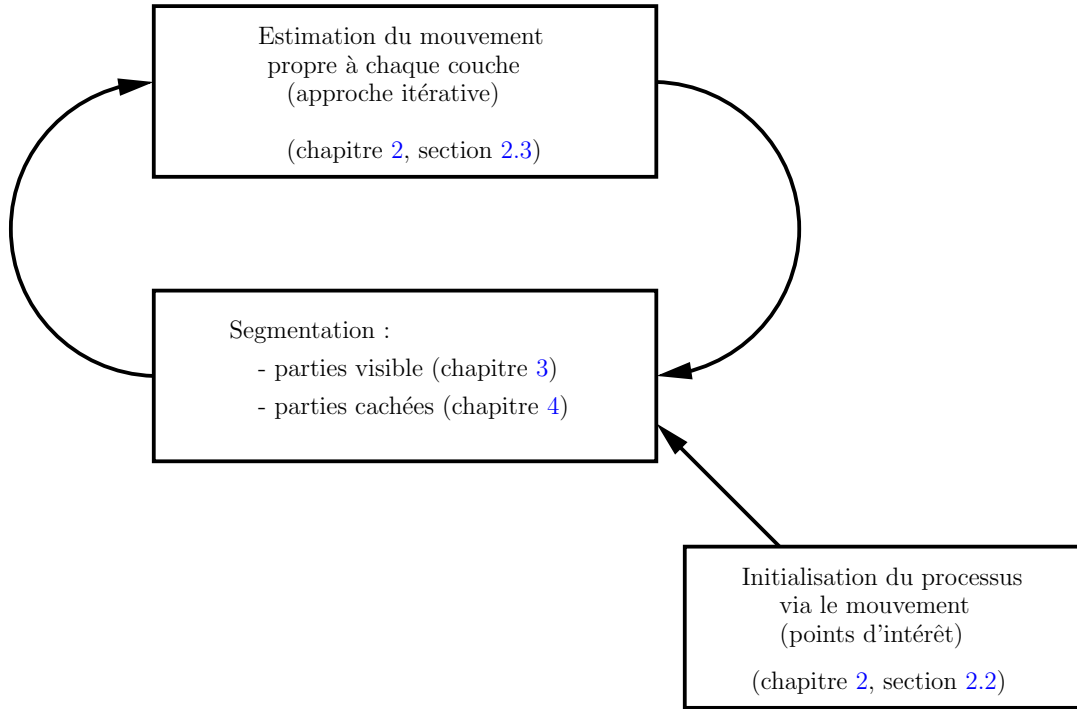 Estimation du mouvement
propre à chaque couche
(approche itérative)
(chapitre 2, section 2.3)
Segmentation :
- parties visible (chapitre 3)
- parties cachées (chapitre 4)
Initialisation du processus
via le mouvement
(points d'intérêt)
(chapitre 2, section 2.2)